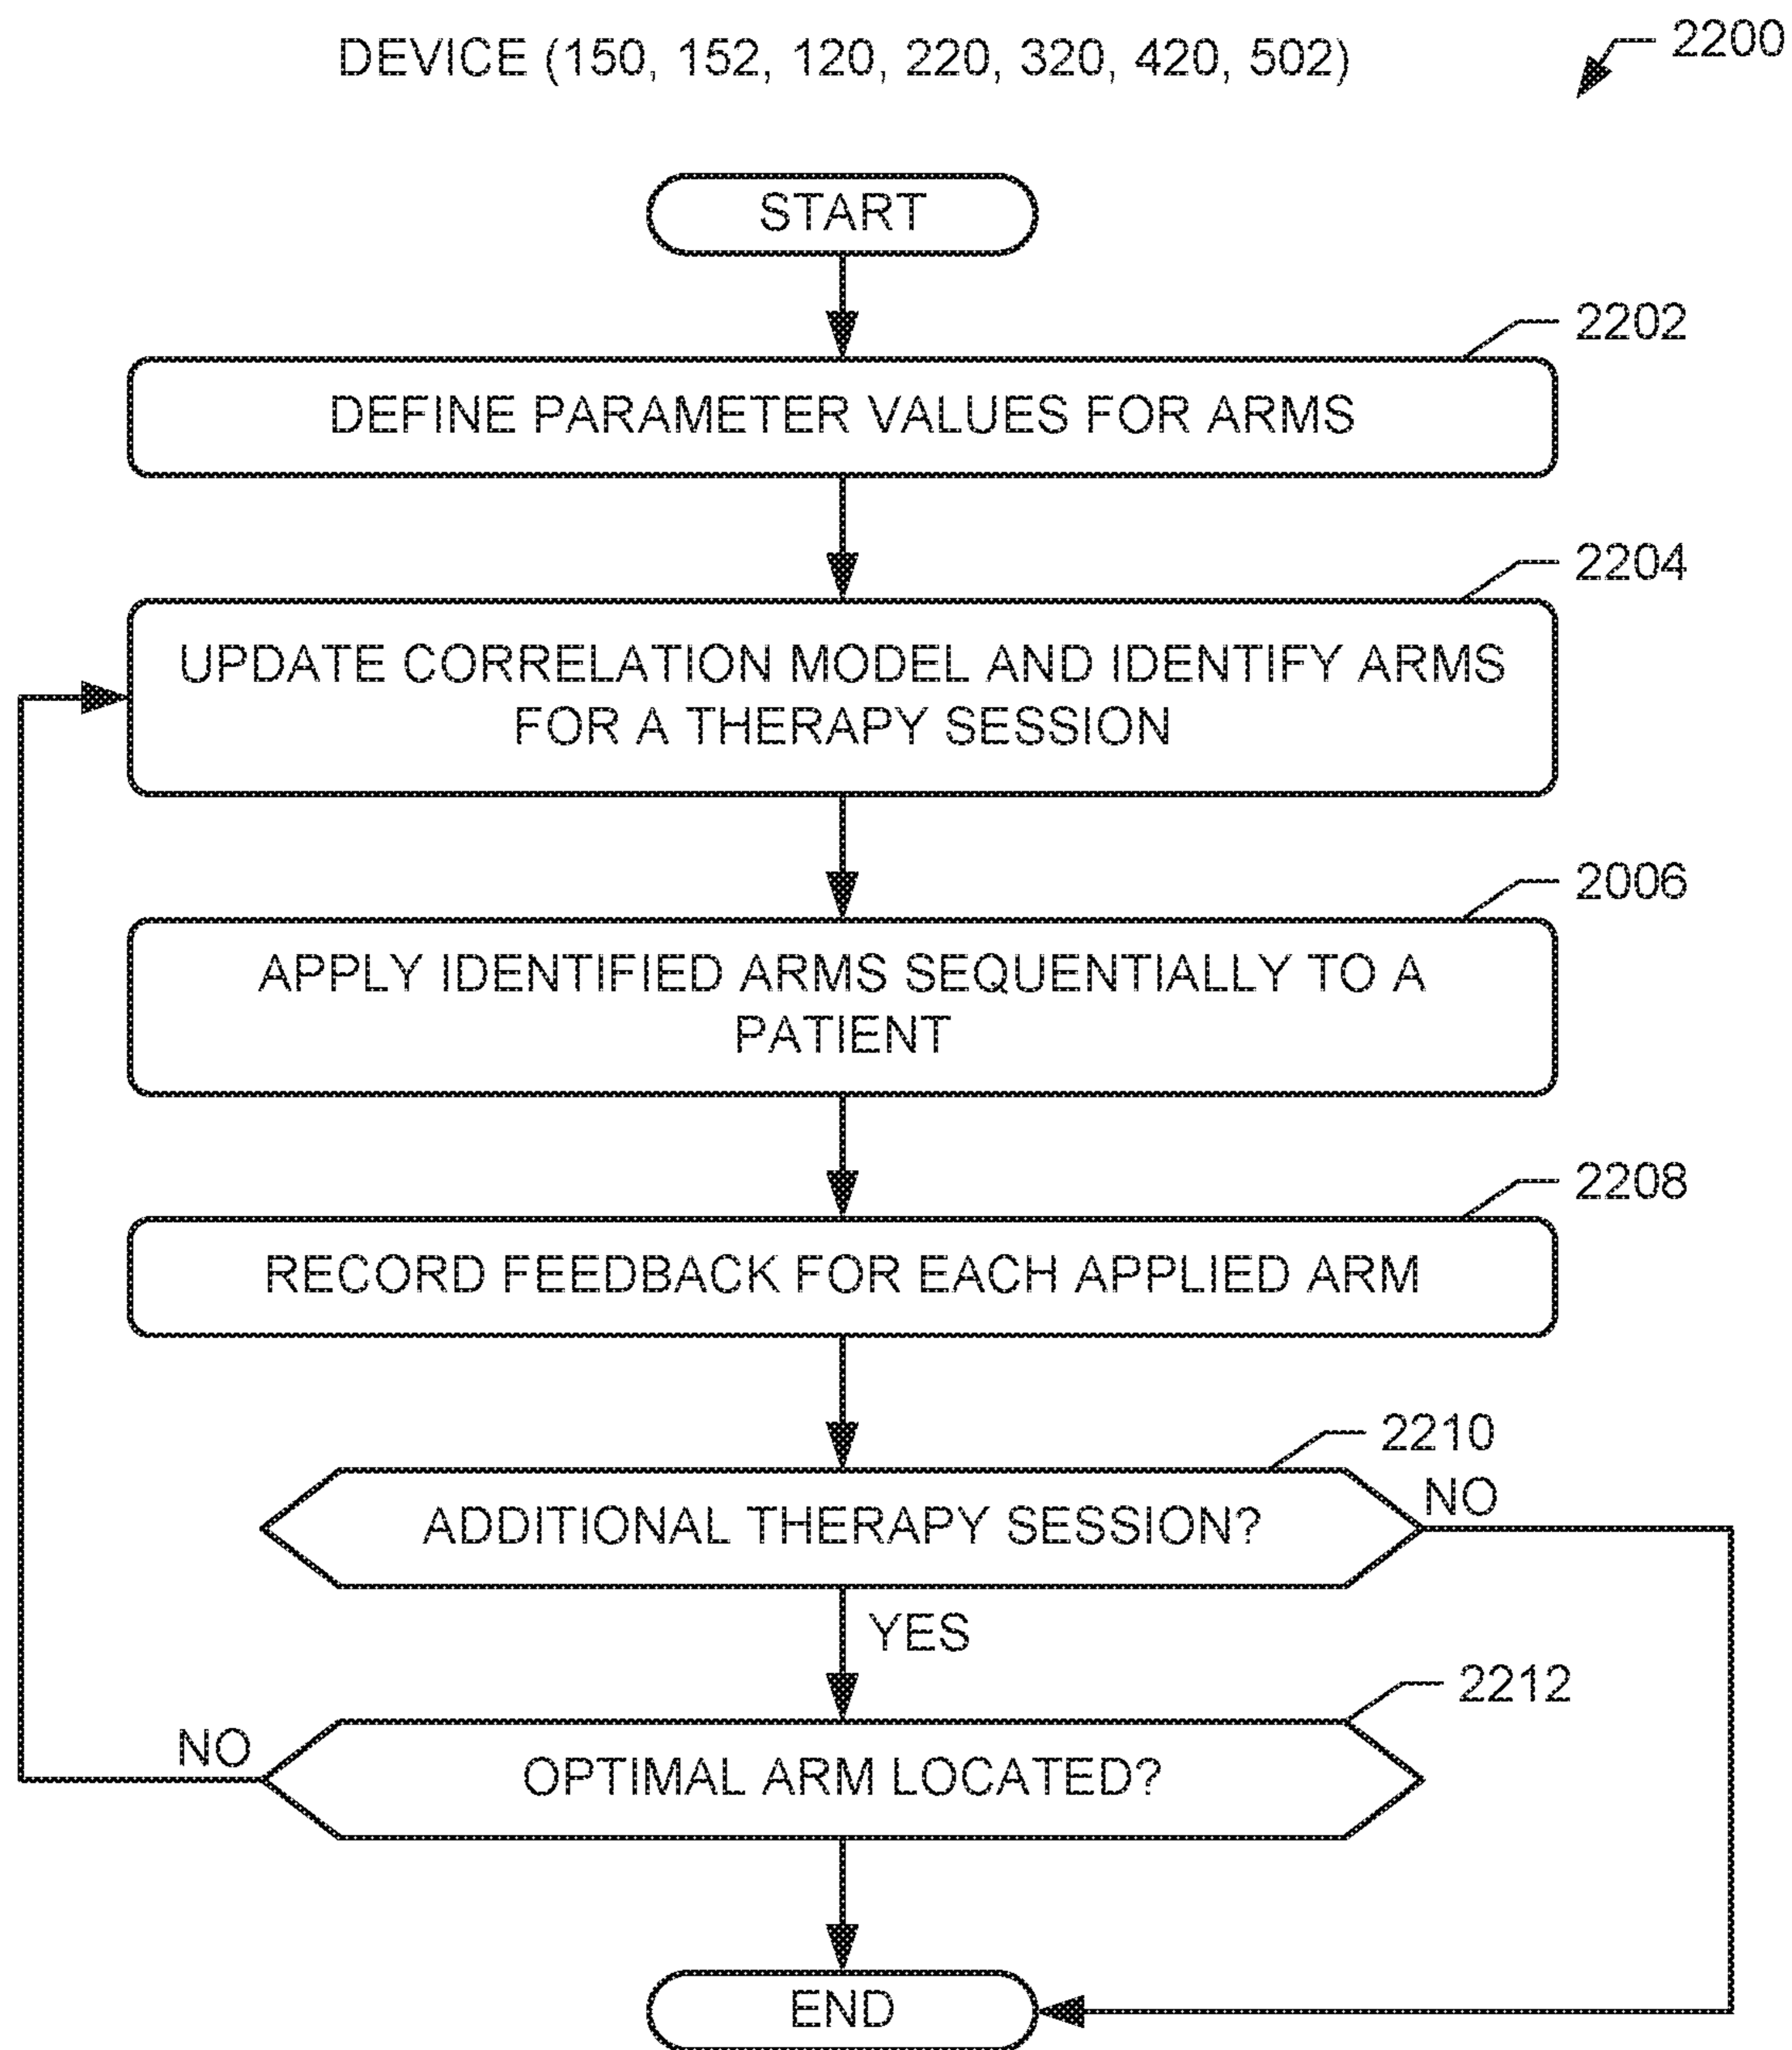 DEVICE (150, 152, 120, 220, 320, 420, 502)
2200
START
2202
DEFINE PARAMETER VALUES FOR ARMS
2204
UPDATE CORRELATION MODEL AND IDENTIFY ARMS
FOR A THERAPY SESSION
2006
APPLY IDENTIFIED ARMS SEQUENTIALLY TO A
PATIENT
2208
RECORD FEEDBACK FOR EACH APPLIED ARM
2210
NO
ADDITIONAL THERAPY SESSION?
YES
2212
NO
OPTIMAL ARM LOCATED?
END